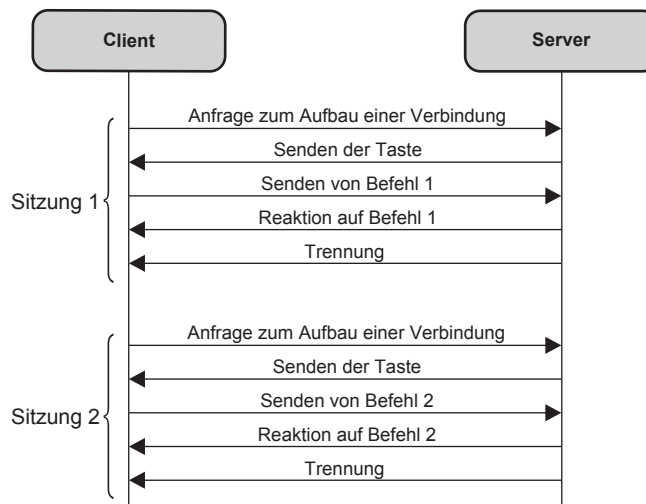 Client
Server
Anfrage zum Aufbau einer Verbindung
Senden der Taste
Senden von Befehl 1
Sitzung 1
Reaktion auf Befehl 1
Trennung
Anfrage zum Aufbau einer Verbindung
Senden der Taste
Senden von Befehl 2
Sitzung 2
Reaktion auf Befehl 2
Trennung